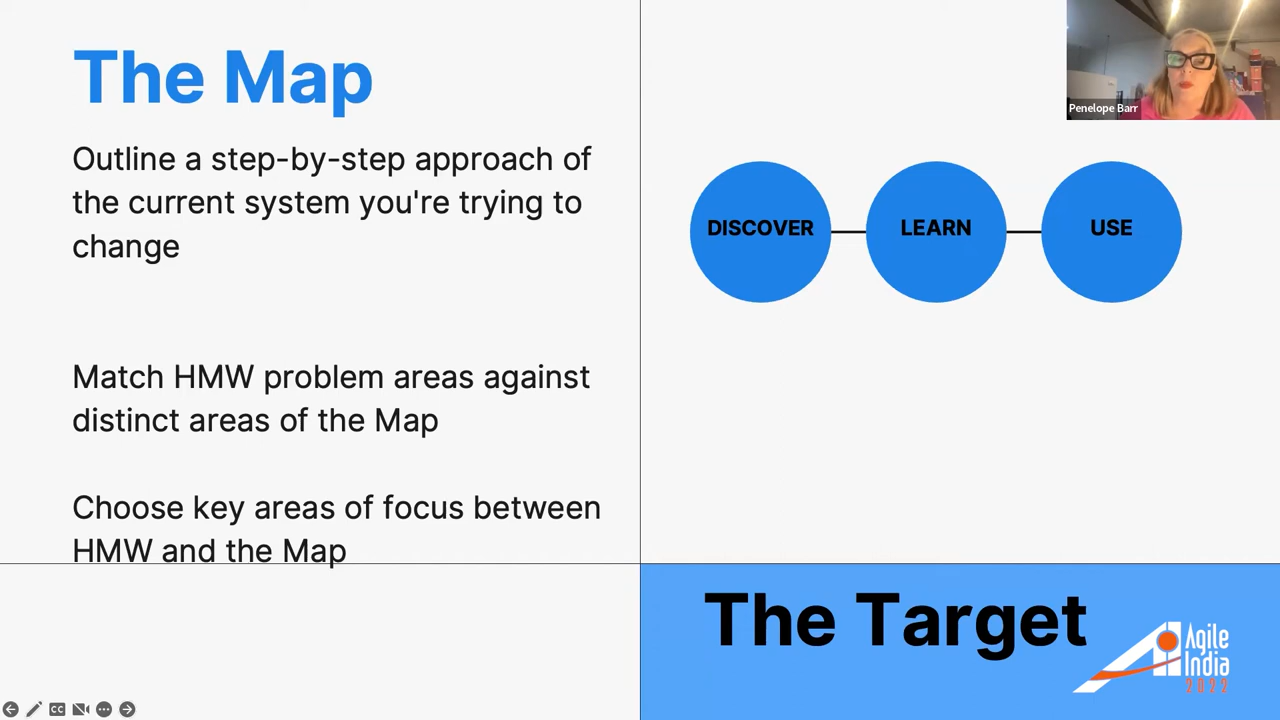 The Map
Outline a step-by-step approach of
the current system you're trying to
change
Match HMW problem areas against
distinct areas of the Map
Choose key areas of focus between
HMW and the Map
Penelope Barr
DISCOVER
LEARN
USE
The Target
Agile
India
2022
CC